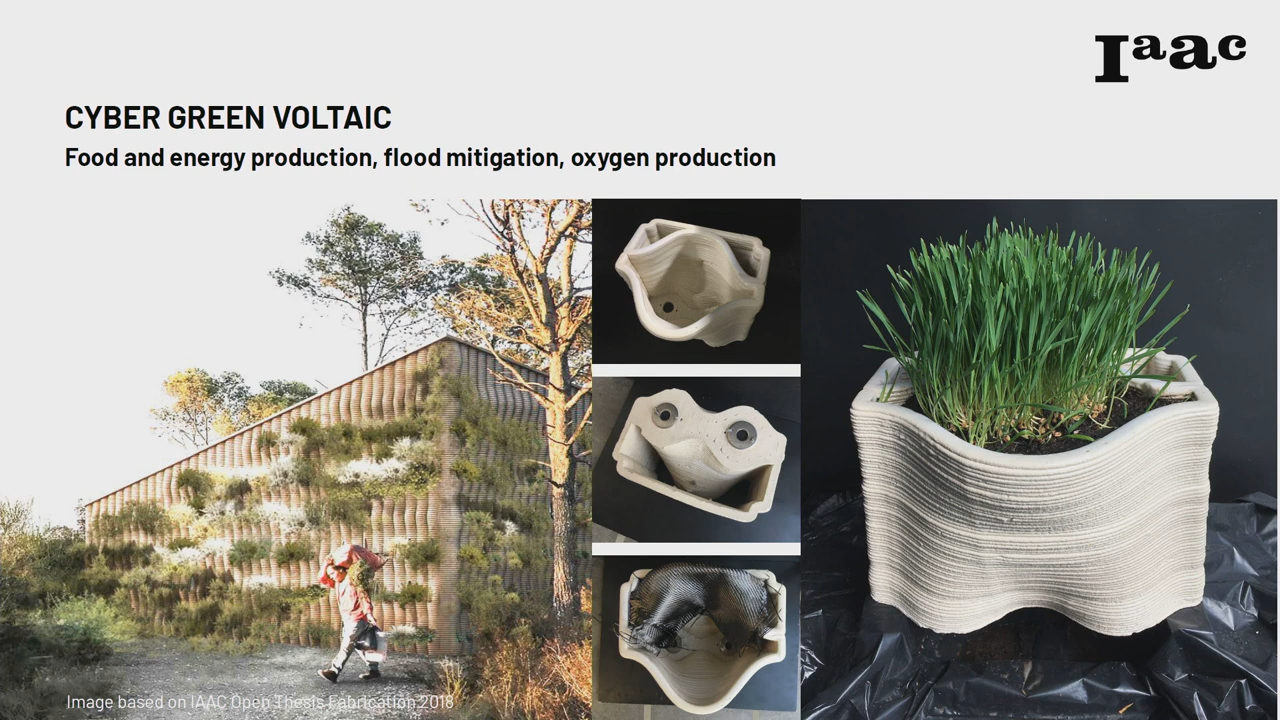 Iaac
CYBER GREEN VOLTAIC
Food and energy production, flood mitigation, oxygen production
Image based on IAAC Open Thesis Fabrication 2018